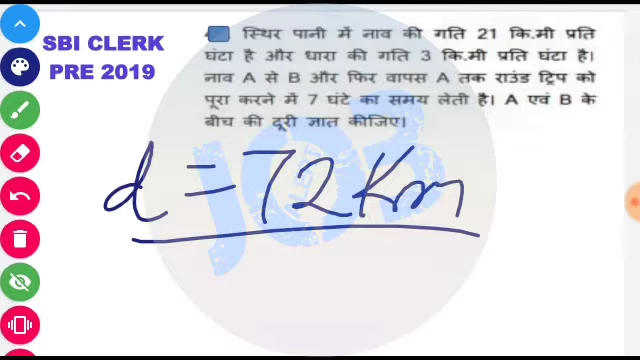 SBI CLERK
PRE 2019
स्थिर पानी में नाव की गति 21 कि.मी प्रति
घंटा है और धारा की गति 3 कि.मी प्रति घंटा है।
नाव A से B और फिर वापस A तक राउंड ट्रिप को
पूरा करने में 7 घंटे का समय लेती है। A एवं B के
बीच की दूरी ज्ञात कीजिए।
d = 72 Km
JOB